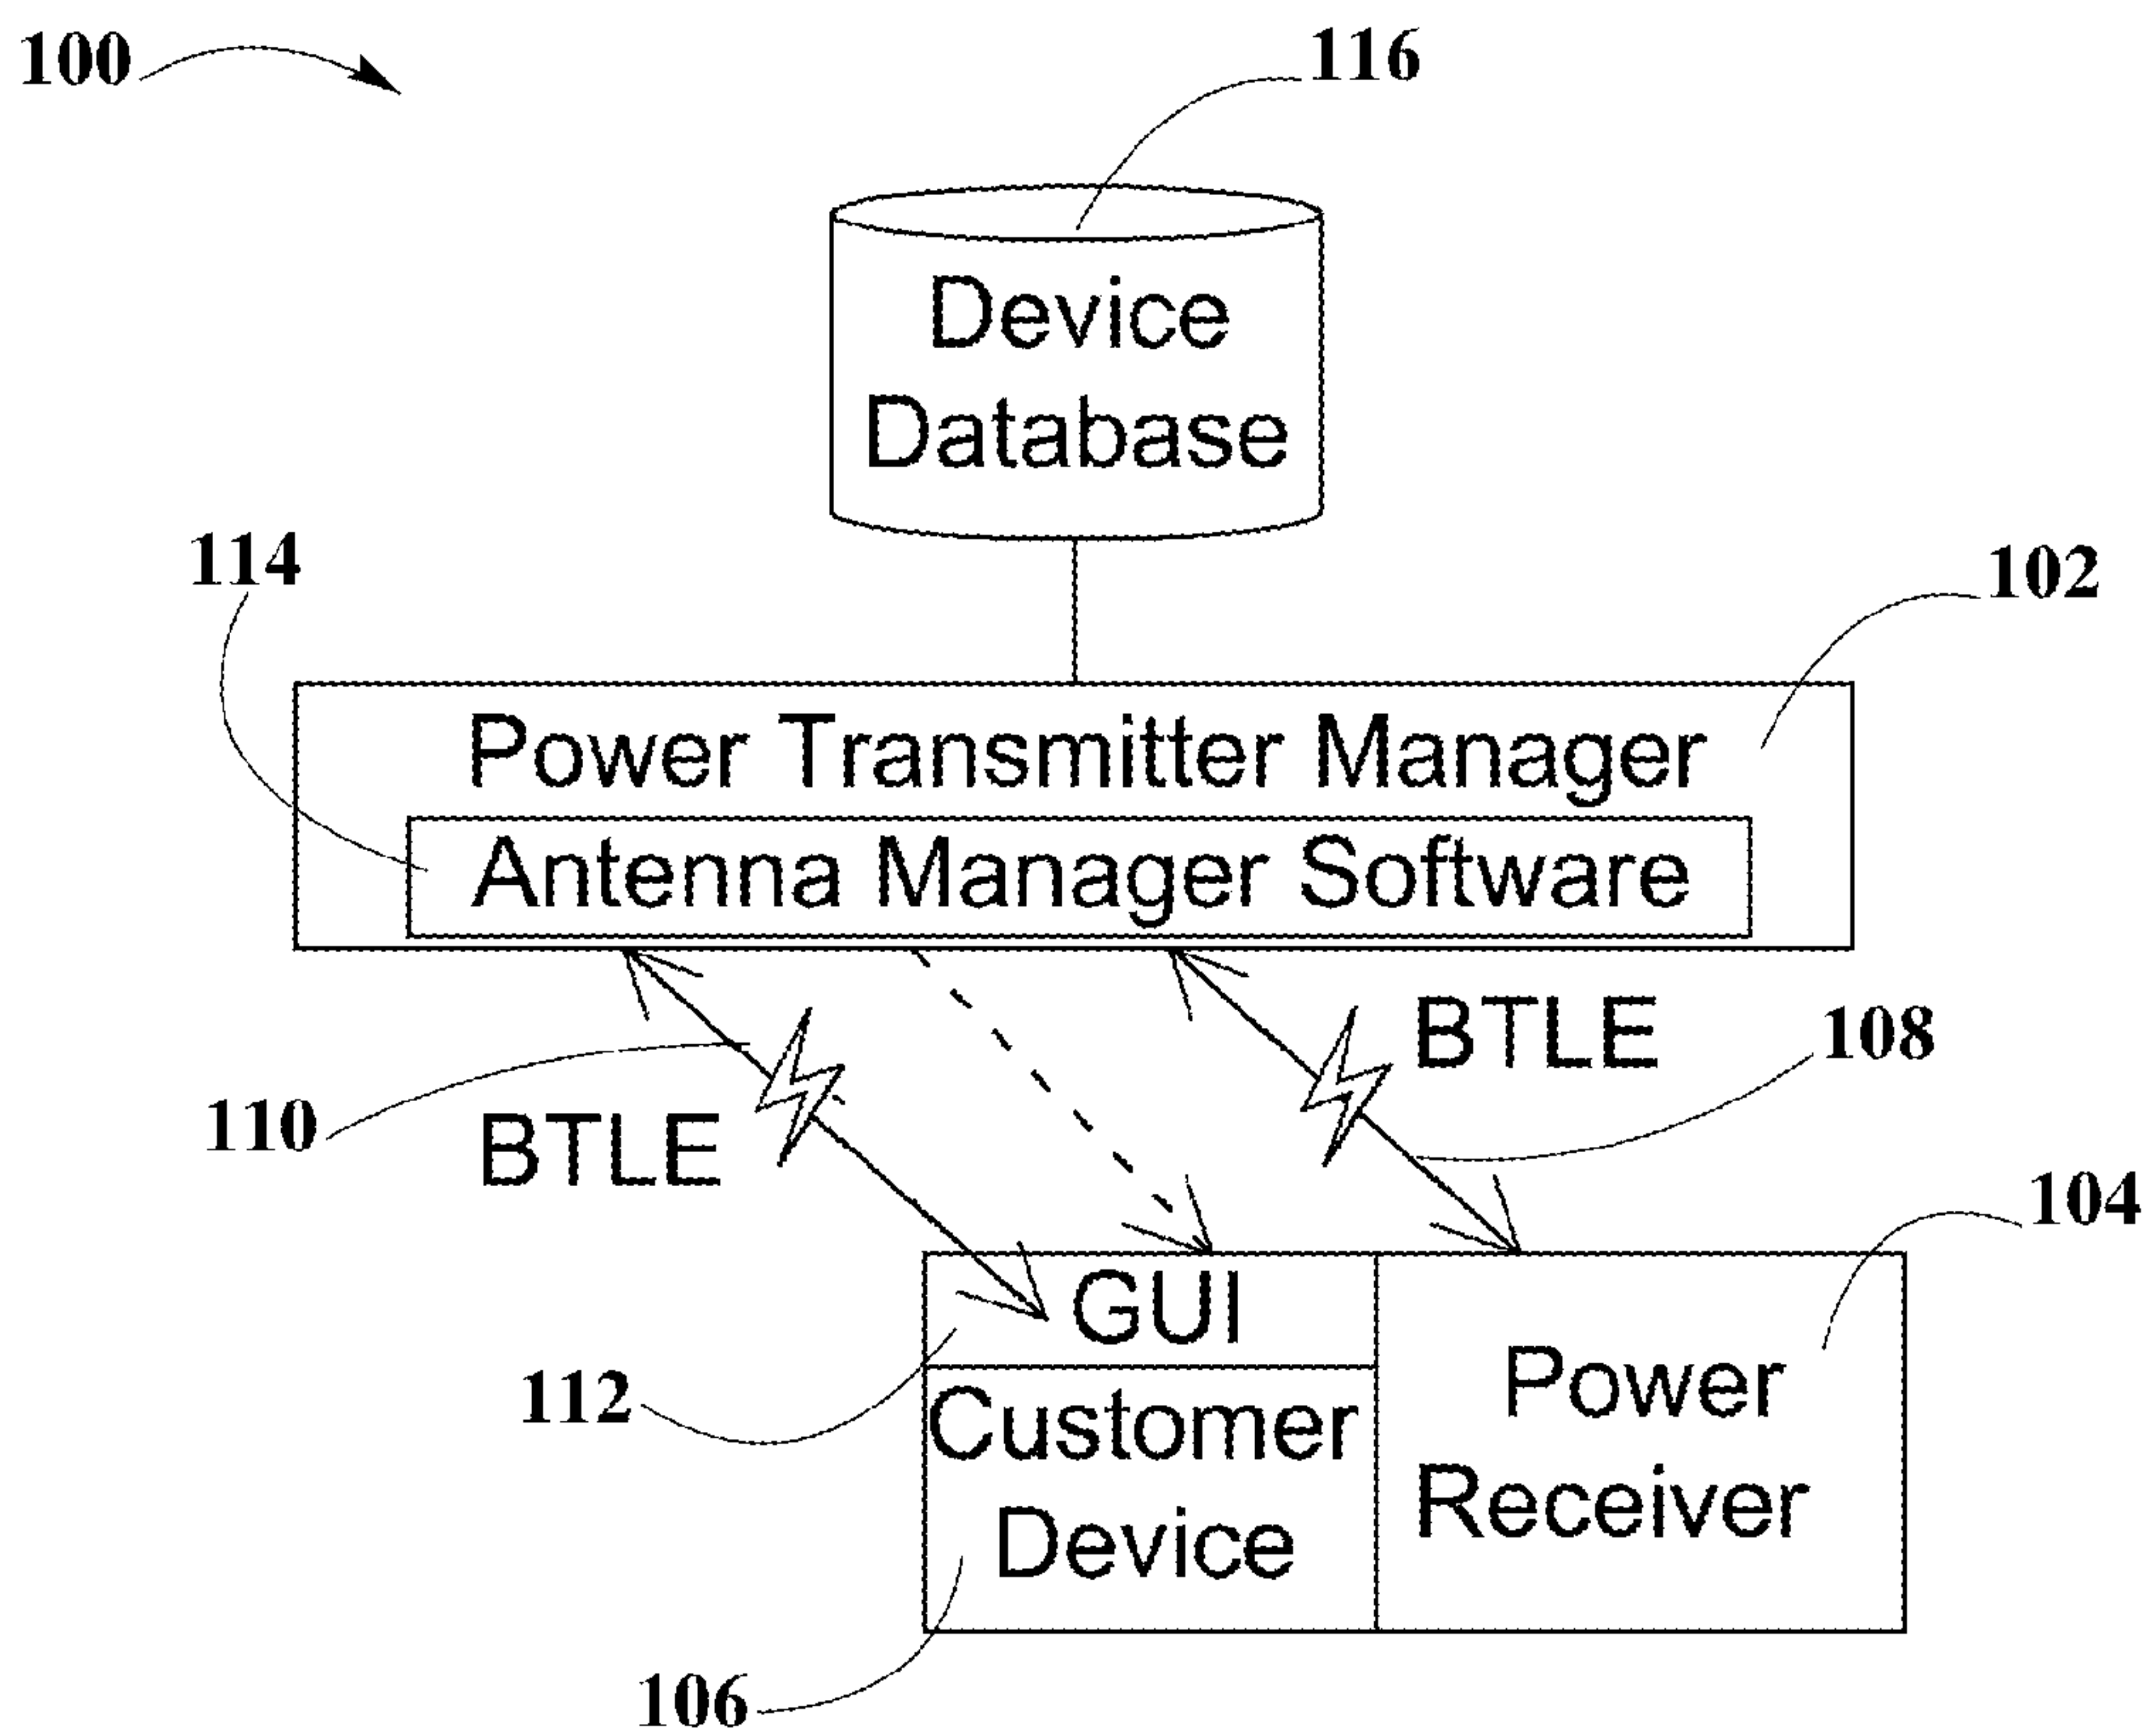 100
116
Device
Database
114
102
Power Transmitter Manager
Antenna Manager Software
BTLE
108
110
BTLE
104
GUI
112
Customer
Device
Power
Receiver
106